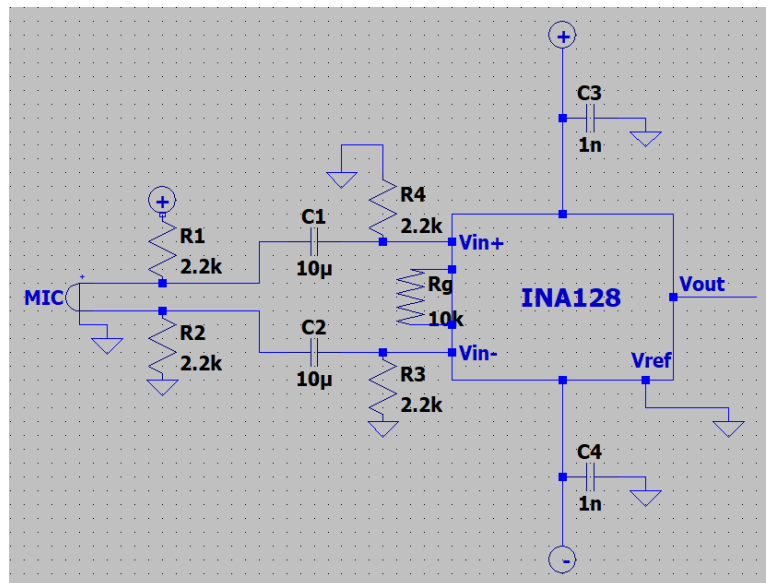 +
C3
1n
R4
2.2k
+
R1
2.2k
C1
10µ
Vin+
Rg
10k
INA128
Vout
+
MIC
R2
2.2k
C2
10µ
Vin-
R3
2.2k
Vref
C4
1n
-